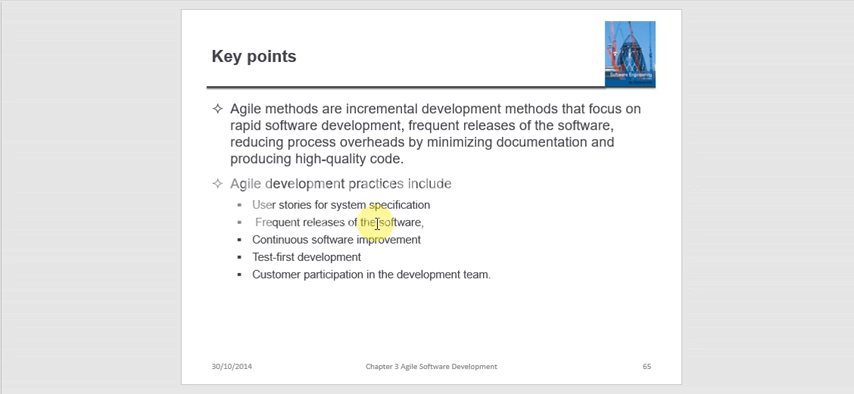 Key points
Software Engineering
✧ Agile methods are incremental development methods that focus on
rapid software development, frequent releases of the software,
reducing process overheads by minimizing documentation and
producing high-quality code.
✧ Agile development practices include
▪ User stories for system specification
▪ Frequent releases of the software,
▪ Continuous software improvement
▪ Test-first development
▪ Customer participation in the development team.
30/10/2014 Chapter 3 Agile Software Development 65